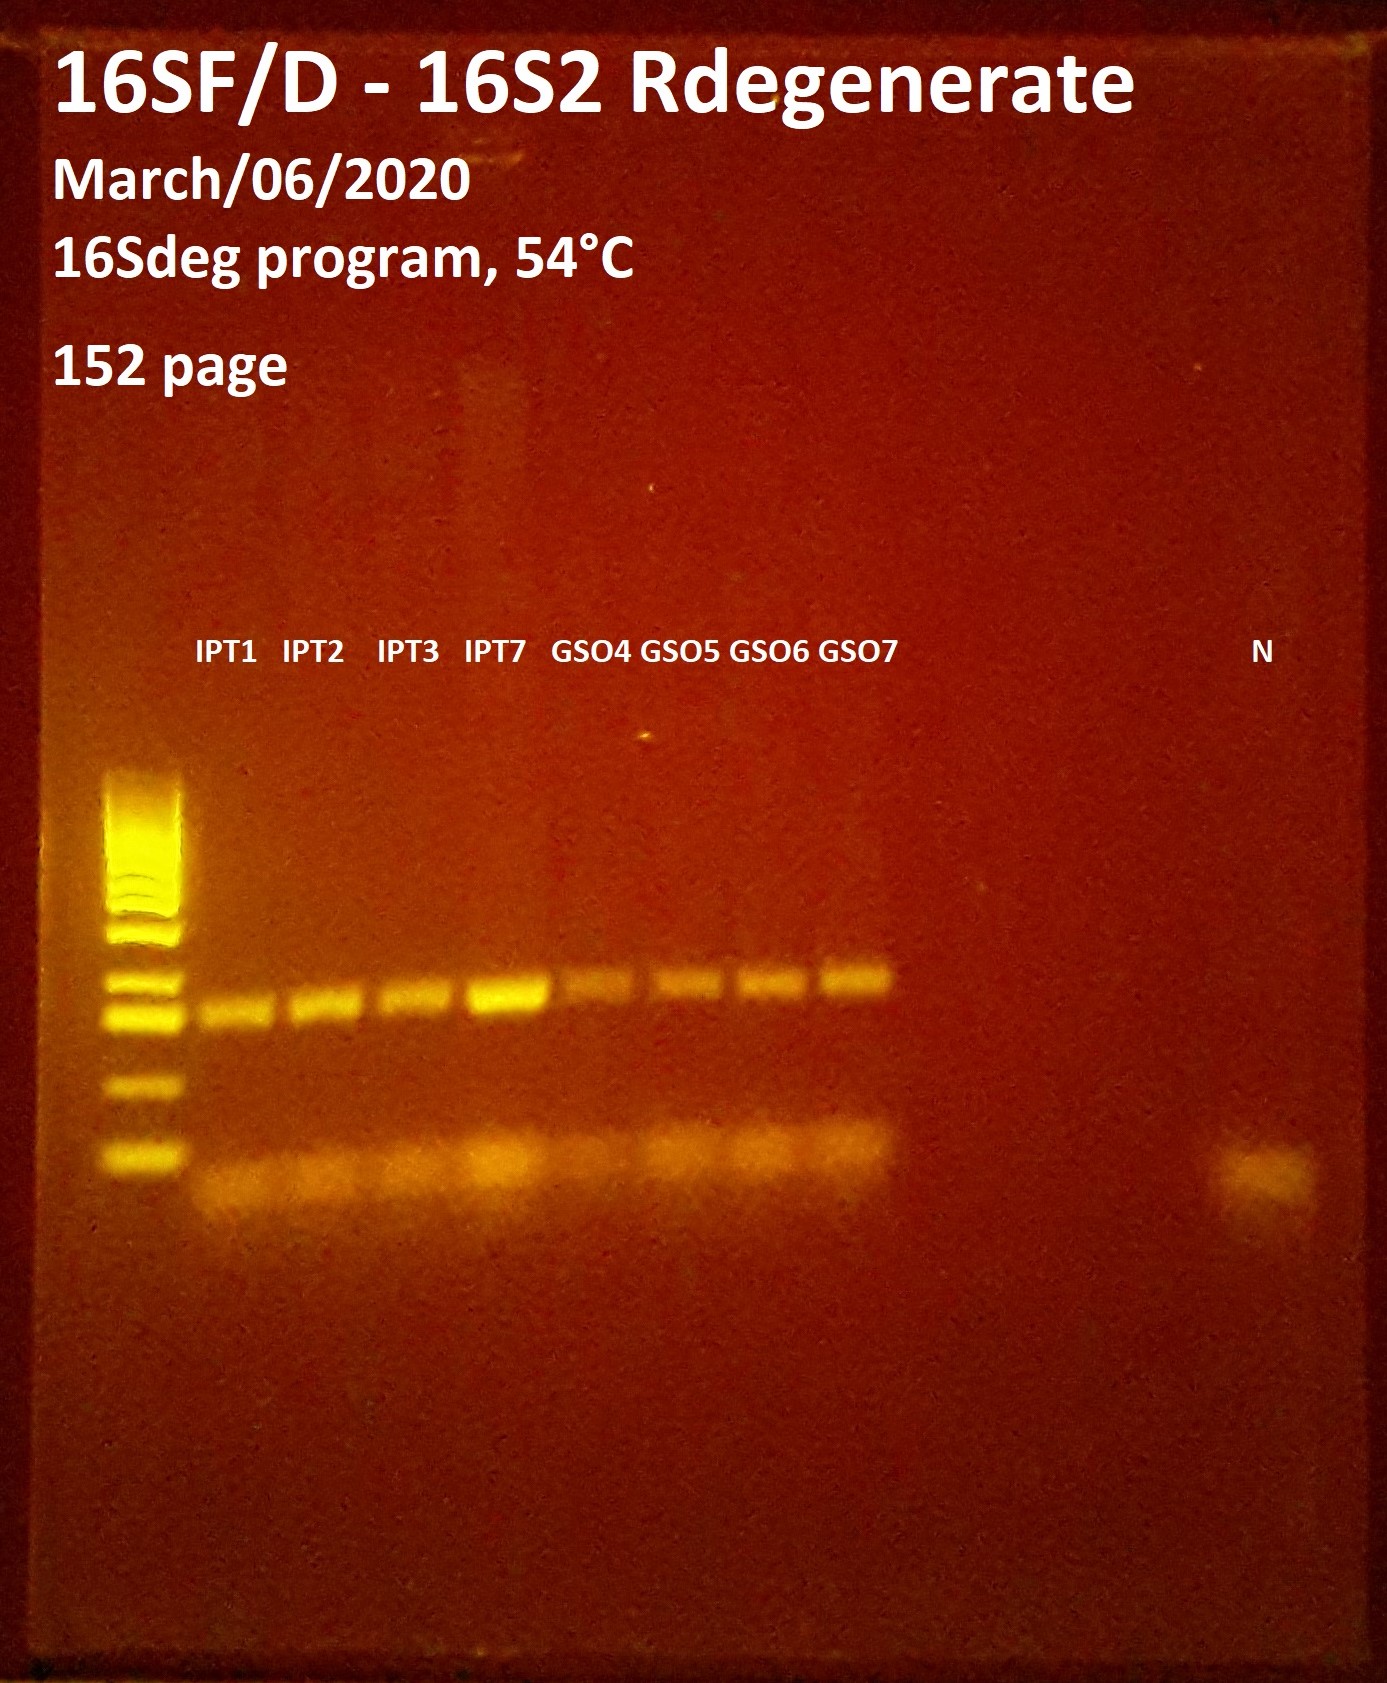 16SF/D - 16S2 Rdegenerate
March/06/2020
16Sdeg program, 54°C
152 page
IPT1 IPT2 IPT3 IPT7 GSO4 GSO5 GSO6 GSO7 N